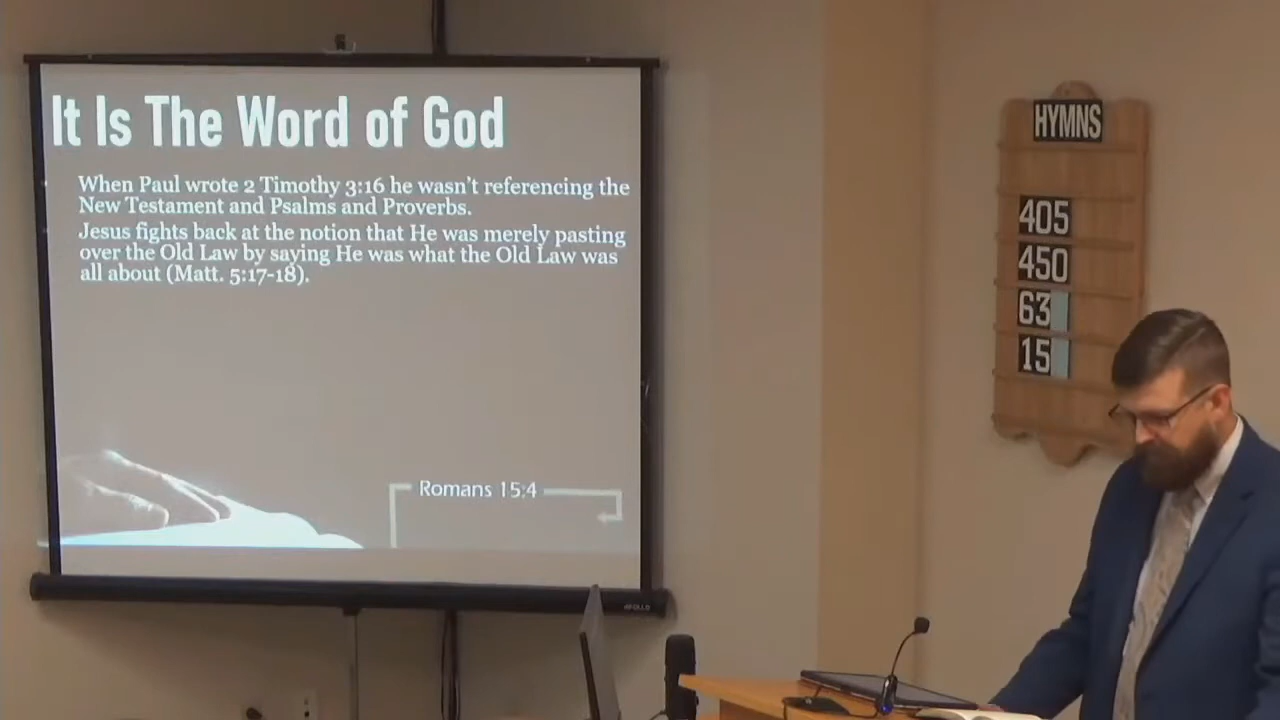 It Is The Word of God
When Paul wrote 2 Timothy 3:16 he wasn't referencing the
New Testament and Psalms and Proverbs.
Jesus fights back at the notion that He was merely pasting
over the Old Law by saying He was what the Old Law was
all about (Matt. 5:17-18).
Romans 15:4
APOLLO
HYMNS
405
450
63
15